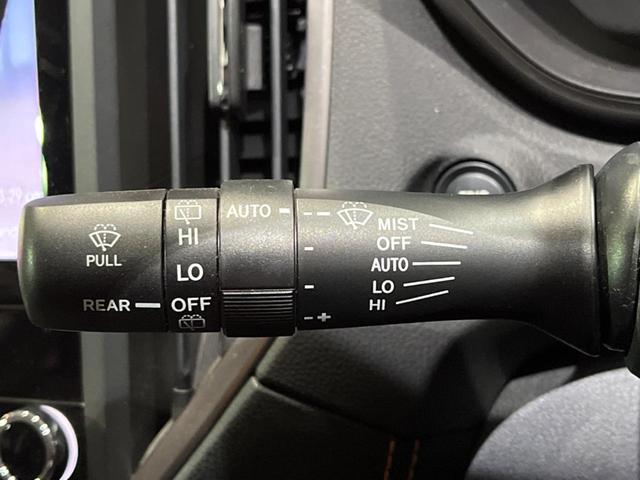 PULL
REAR
HI
LO
OFF
AUTO
- +
MIST
OFF
AUTO
LO
HI